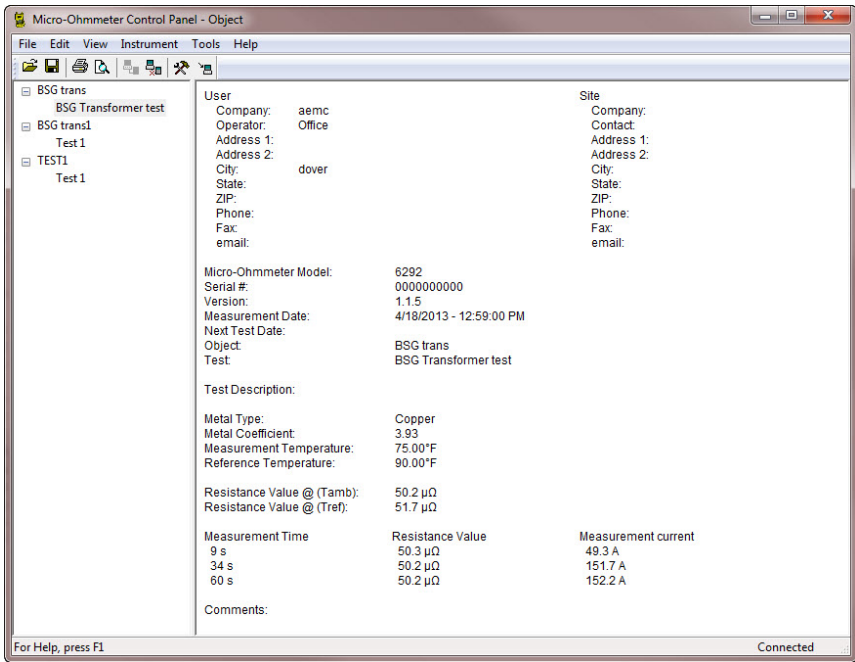 Micro-Ohmmeter Control Panel - Object
File Edit View Instrument Tools Help
BSG trans
BSG Transformer test
BSG trans1
Test 1
TEST1
Test 1
User Site
Company: aemc Company:
Operator: Office Contact:
Address 1: Address 1:
Address 2: Address 2:
City: dover City:
State: State:
ZIP: ZIP:
Phone: Phone:
Fax: Fax:
email: email:
Micro-Ohmmeter Model: 6292
Serial #: 0000000000
Version: 1.1.5
Measurement Date: 4/18/2013 - 12:59:00 PM
Next Test Date:
Object: BSG trans
Test: BSG Transformer test
Test Description:
Metal Type: Copper
Metal Coefficient: 3.93
Measurement Temperature: 75.00°F
Reference Temperature: 90.00°F
Resistance Value @ (Tamb): 50.2 µΩ
Resistance Value @ (Tref): 51.7 µΩ
Measurement Time Resistance Value Measurement current
9 s 50.3 µΩ 49.3 A
34 s 50.2 µΩ 151.7 A
60 s 50.2 µΩ 152.2 A
Comments:
For Help, press F1 Connected